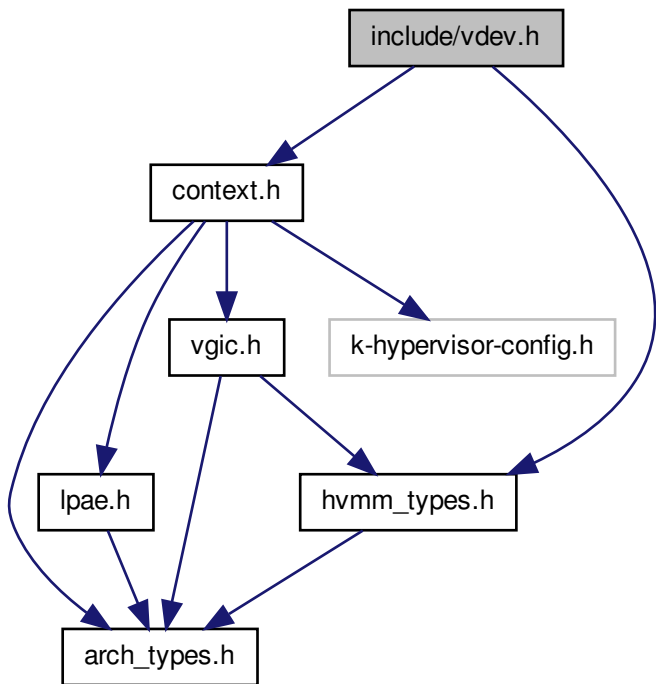 include/vdev.h
context.h
vgic.h
k-hypervisor-config.h
lpae.h
hvmm_types.h
arch_types.h